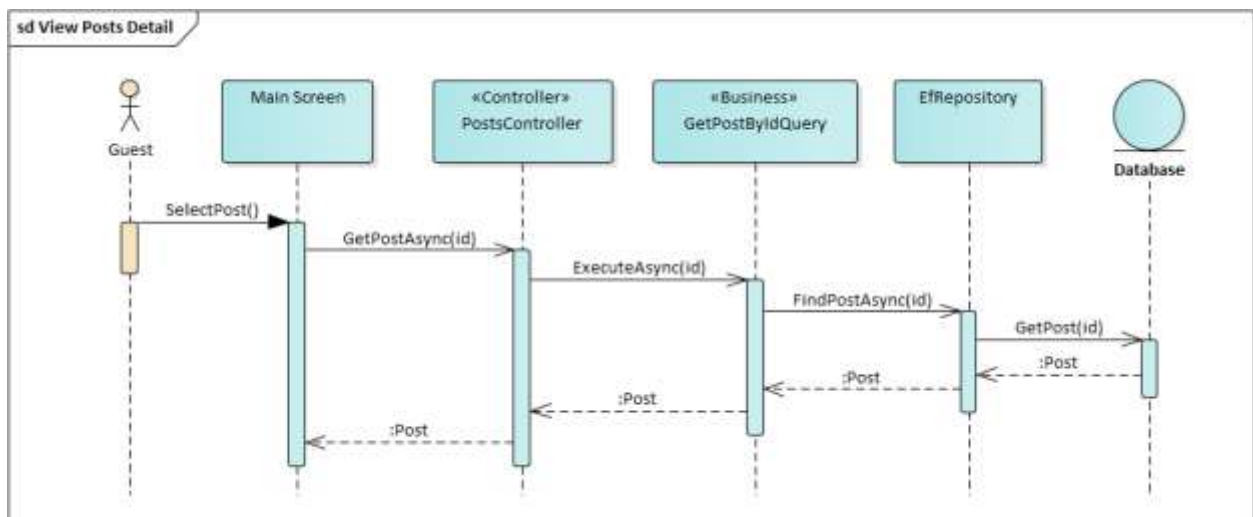 sd View Posts Detail
Guest
Main Screen
«Controller»
PostsController
«Business»
GetPostByIdQuery
EfRepository
Database
SelectPost()
GetPostAsync(id)
ExecuteAsync(id)
FindPostAsync(id)
GetPost(id)
:Post
:Post
:Post
:Post